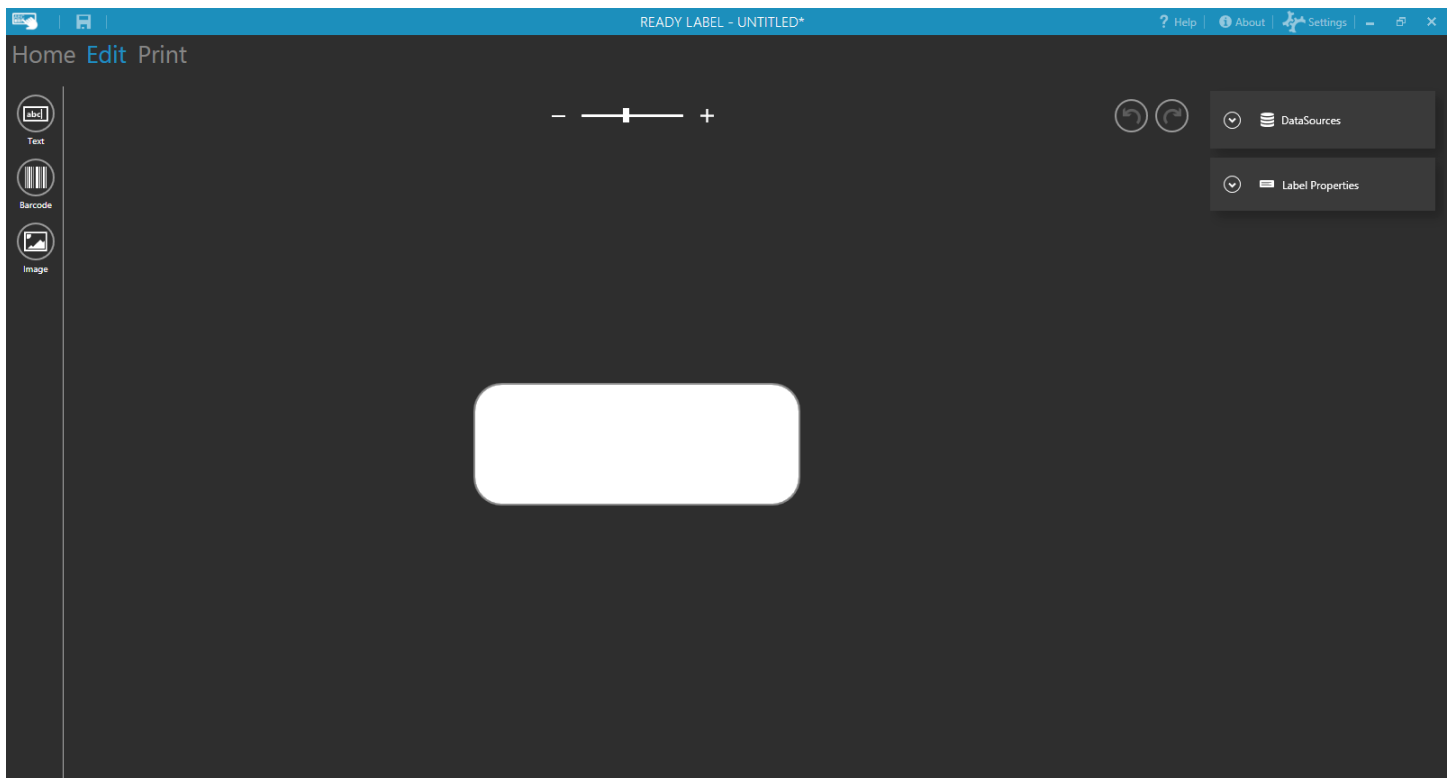 READY LABEL - UNTITLED*
? Help
About
Settings
Home Edit Print
abc
Text
Barcode
Image
DataSources
Label Properties